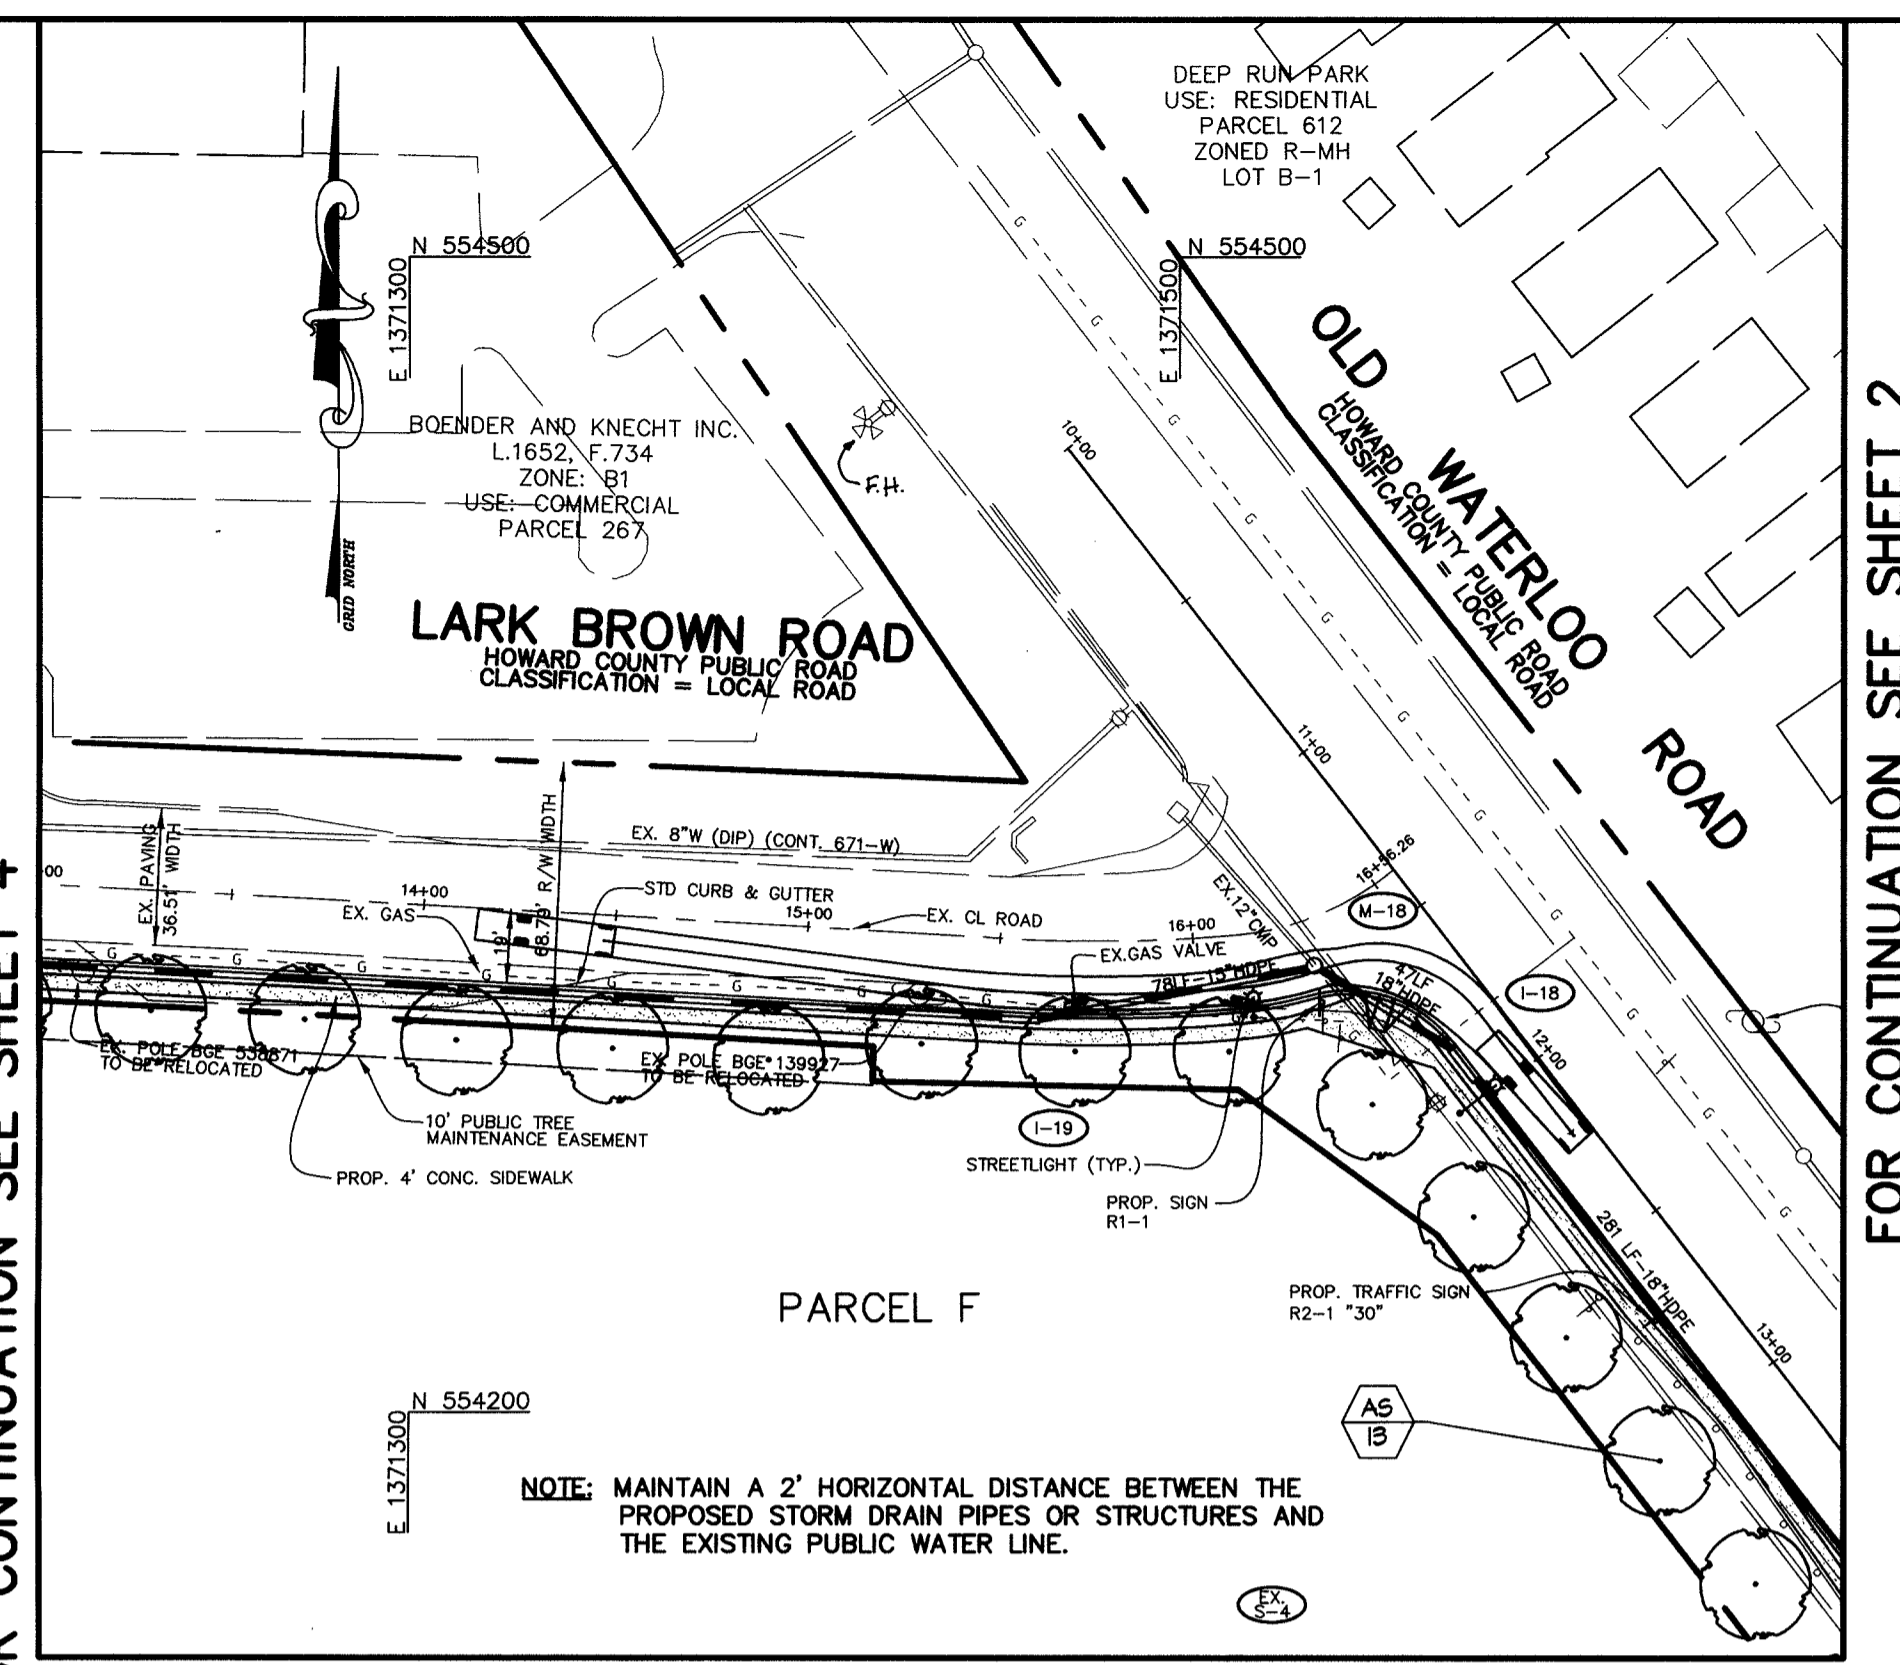 DEEP RUN PARK
USE: RESIDENTIAL
PARCEL 612
ZONED R-MH
LOT B-1
N 554500
E 1371300
N 554500
E 1371500
GRID NORTH
BOENDER AND KNECHT INC.
L.1652, F.734
ZONE: B1
USE: COMMERCIAL
PARCEL 267
F.H.
10+00
OLD WATERLOO ROAD
HOWARD COUNTY PUBLIC ROAD
CLASSIFICATION = LOCAL ROAD
LARK BROWN ROAD
HOWARD COUNTY PUBLIC ROAD
CLASSIFICATION = LOCAL ROAD
11+00
EX. PAVING
36.51' WIDTH
68.79' R/W WIDTH
EX. 8"W (DIP) (CONT. 671-W)
16+56.26
00
14+00
EX. GAS
19'
STD CURB & GUTTER
15+00
EX. CL ROAD
16+00
EX.12"CMP
M-18
EX.GAS VALVE
78LF-15"HDPE
47LF
18"HDPE
I-18
12+00
G G G G G G G G
EX. POLE BGE 538871
TO BE RELOCATED
EX. POLE BGE 139927
TO BE RELOCATED
10' PUBLIC TREE
MAINTENANCE EASEMENT
I-19
PROP. 4' CONC. SIDEWALK
STREETLIGHT (TYP.)
PROP. SIGN
R1-1
281 LF-18"HDPE
PROP. TRAFFIC SIGN
R2-1 "30"
13+00
PARCEL F
AS
13
N 554200
E 1371300
NOTE: MAINTAIN A 2' HORIZONTAL DISTANCE BETWEEN THE
PROPOSED STORM DRAIN PIPES OR STRUCTURES AND
THE EXISTING PUBLIC WATER LINE.
EX.
S-4
FOR CONTINUATION SEE SHEET 2
CONTINUATION SEE SHEET 4